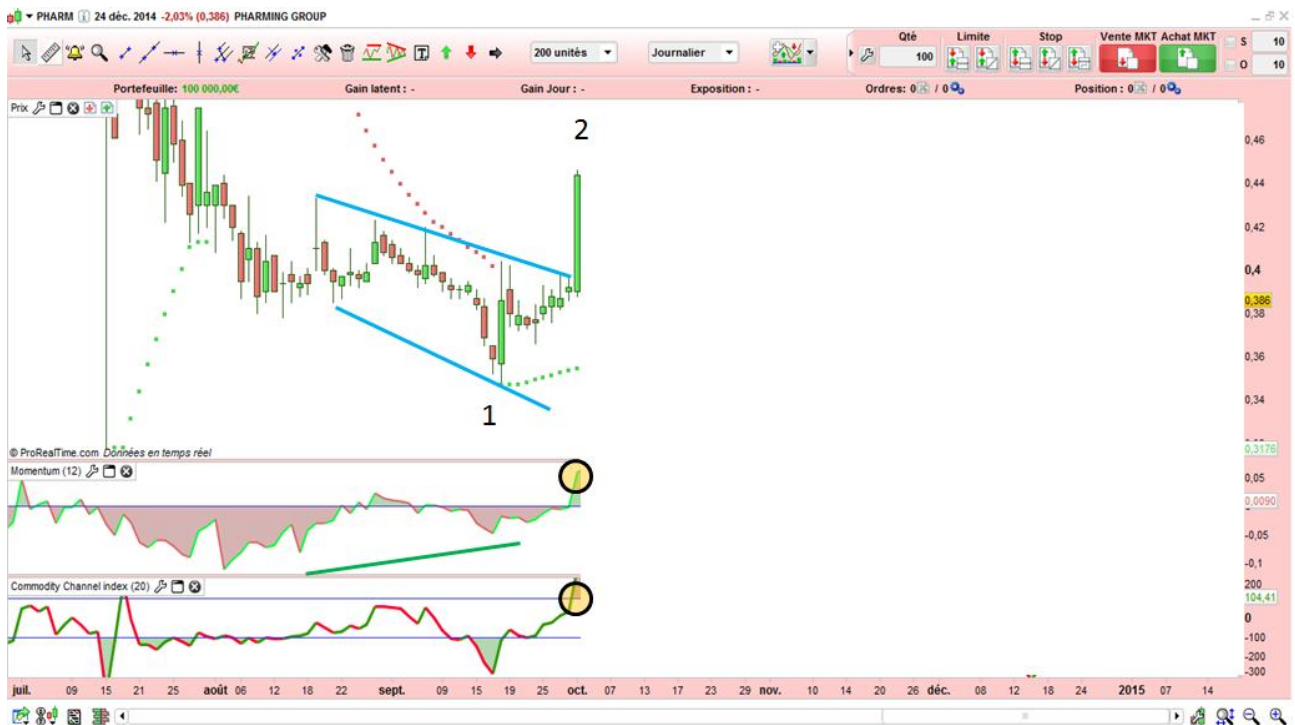 PHARM 24 déc. 2014 -2,03% (0,386) PHARMING GROUP
200 unités
Journalier
Qté
100
Limite
Stop
Vente MKT Achat MKT
S 10
O 10
Portefeuille: 100 000,00€ Gain latent : - Gain Jour : - Exposition : - Ordres: 0 / 0 Position : 0 / 0
Prix
2
1
0,46
0,44
0,42
0,4
0,386
0,38
0,36
0,34
0,3176
© ProRealTime.com Données en temps réel
Momentum (12)
0,05
0,0090
-0,05
-0,1
Commodity Channel index (20)
200
104,41
0
-100
-200
-300
juil. 09 15 21 25 août 06 12 18 22 sept. 09 15 19 25 oct. 07 13 17 23 29 nov. 10 14 20 26 déc. 08 12 18 24 2015 07 14